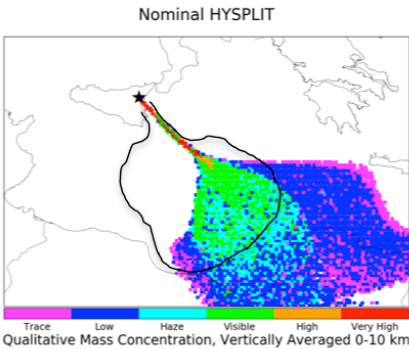 Nominal HYSPLIT
Trace Low Haze Visible High Very High
Qualitative Mass Concentration, Vertically Averaged 0-10 km